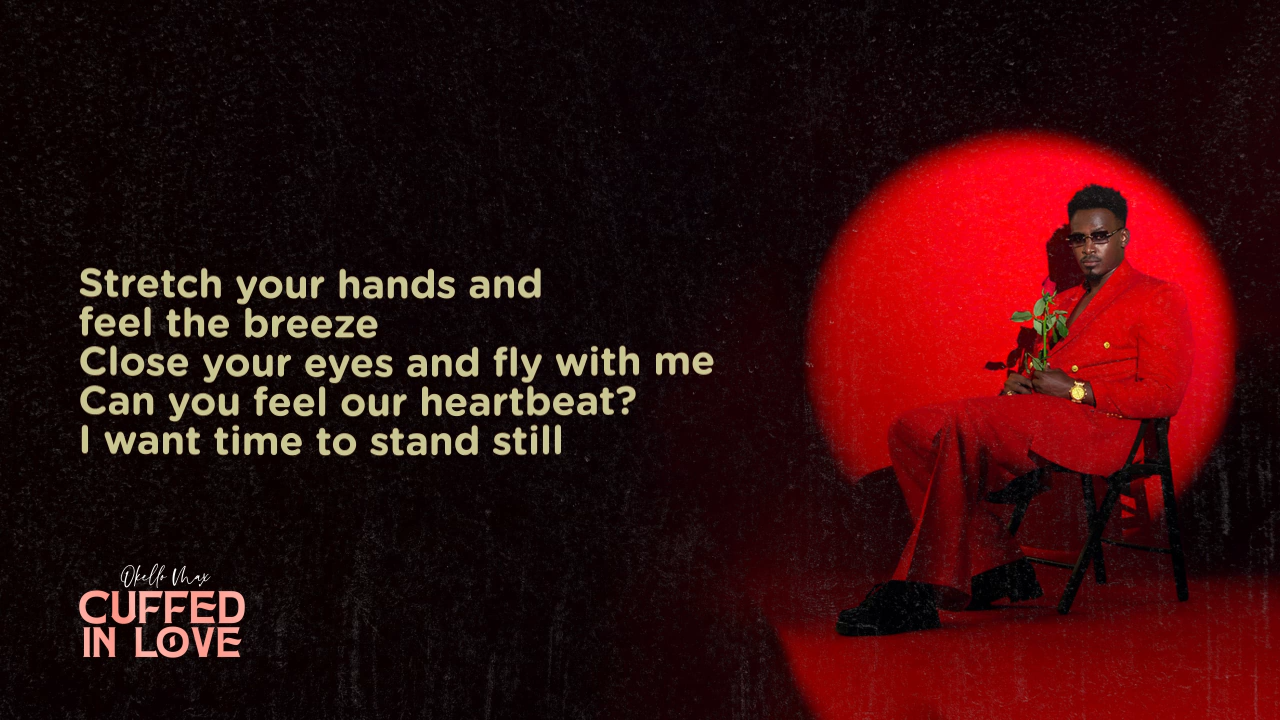 Stretch your hands and
feel the breeze
Close your eyes and fly with me
Can you feel our heartbeat?
I want time to stand still
Okello Max
CUFFED
IN LOVE